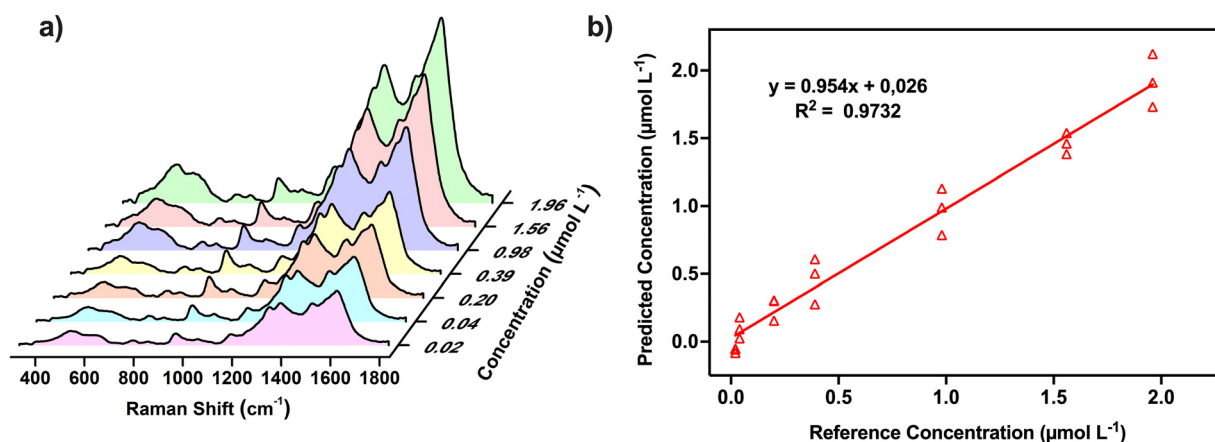 a)
1.96
1.56
0.98
0.39
0.20
0.04
0.02
Concentration (µmol L⁻¹)
400 600 800 1000 1200 1400 1600 1800
Raman Shift (cm⁻¹)
b)
y = 0.954x + 0,026
R² = 0.9732
Predicted Concentration (µmol L⁻¹)
2.0
1.5
1.0
0.5
0.0
0.0 0.5 1.0 1.5 2.0
Reference Concentration (µmol L⁻¹)